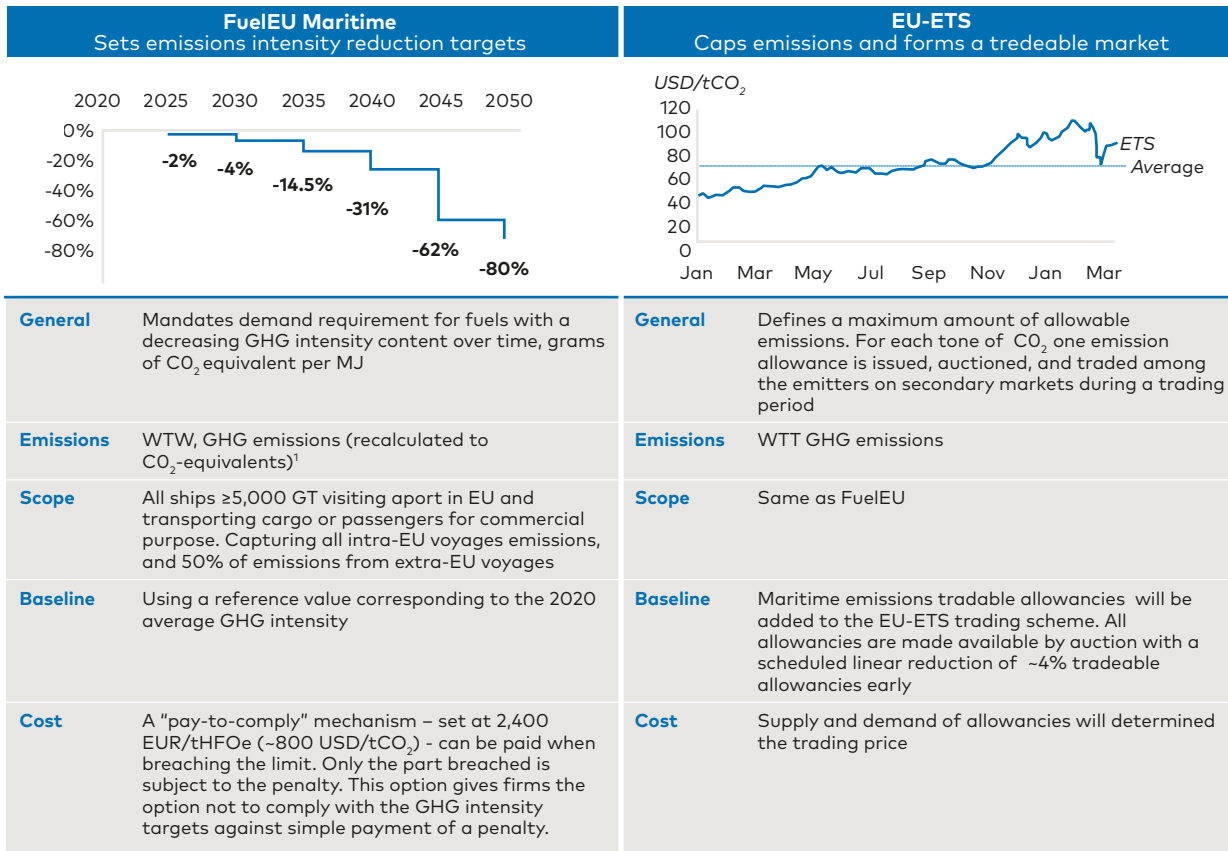 FuelEU Maritime
Sets emissions intensity reduction targets
2020 2025 2030 2035 2040 2045 2050
0%
-20%
-40%
-60%
-80%
-2%
-4%
-14.5%
-31%
-62%
-80%
General
Mandates demand requirement for fuels with a
decreasing GHG intensity content over time, grams
of C0₂ equivalent per MJ
Emissions
WTW, GHG emissions (recalculated to
C0₂-equivalents)¹
Scope
All ships ≥5,000 GT visiting aport in EU and
transporting cargo or passengers for commercial
purpose. Capturing all intra-EU voyages emissions,
and 50% of emissions from extra-EU voyages
Baseline
Using a reference value corresponding to the 2020
average GHG intensity
Cost
A “pay-to-comply” mechanism – set at 2,400
EUR/tHFOe (~800 USD/tCO₂) - can be paid when
breaching the limit. Only the part breached is
subject to the penalty. This option gives firms the
option not to comply with the GHG intensity
targets against simple payment of a penalty.
EU-ETS
Caps emissions and forms a tredeable market
USD/tCO₂
120
100
80
60
40
20
0
ETS
Average
Jan Mar May Jul Sep Nov Jan Mar
General
Defines a maximum amount of allowable
emissions. For each tone of C0₂ one emission
allowance is issued, auctioned, and traded among
the emitters on secondary markets during a trading
period
Emissions
WTT GHG emissions
Scope
Same as FuelEU
Baseline
Maritime emissions tradable allowancies will be
added to the EU-ETS trading scheme. All
allowancies are made available by auction with a
scheduled linear reduction of ~4% tradeable
allowancies early
Cost
Supply and demand of allowancies will determined
the trading price